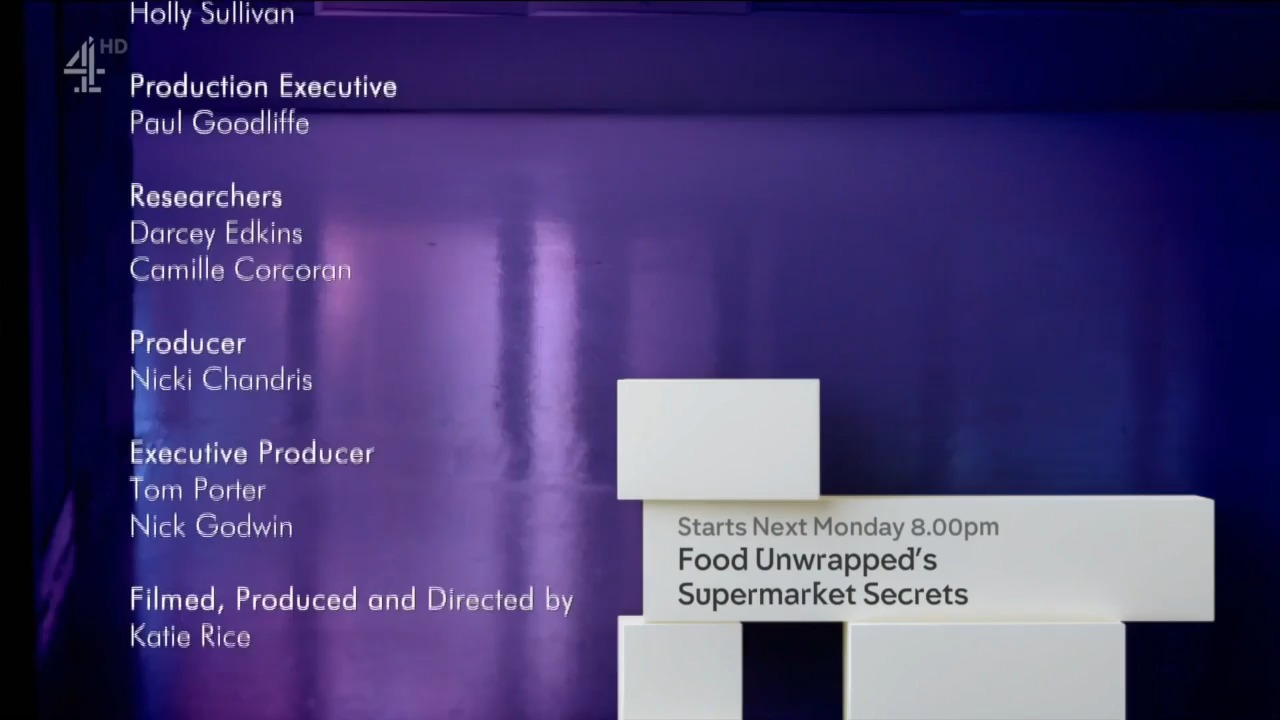 Holly Sullivan
4 HD
Production Executive
Paul Goodliffe
Researchers
Darcey Edkins
Camille Corcoran
Producer
Nicki Chandris
Executive Producer
Tom Porter
Nick Godwin
Filmed, Produced and Directed by
Katie Rice
Starts Next Monday 8.00pm
Food Unwrapped's
Supermarket Secrets